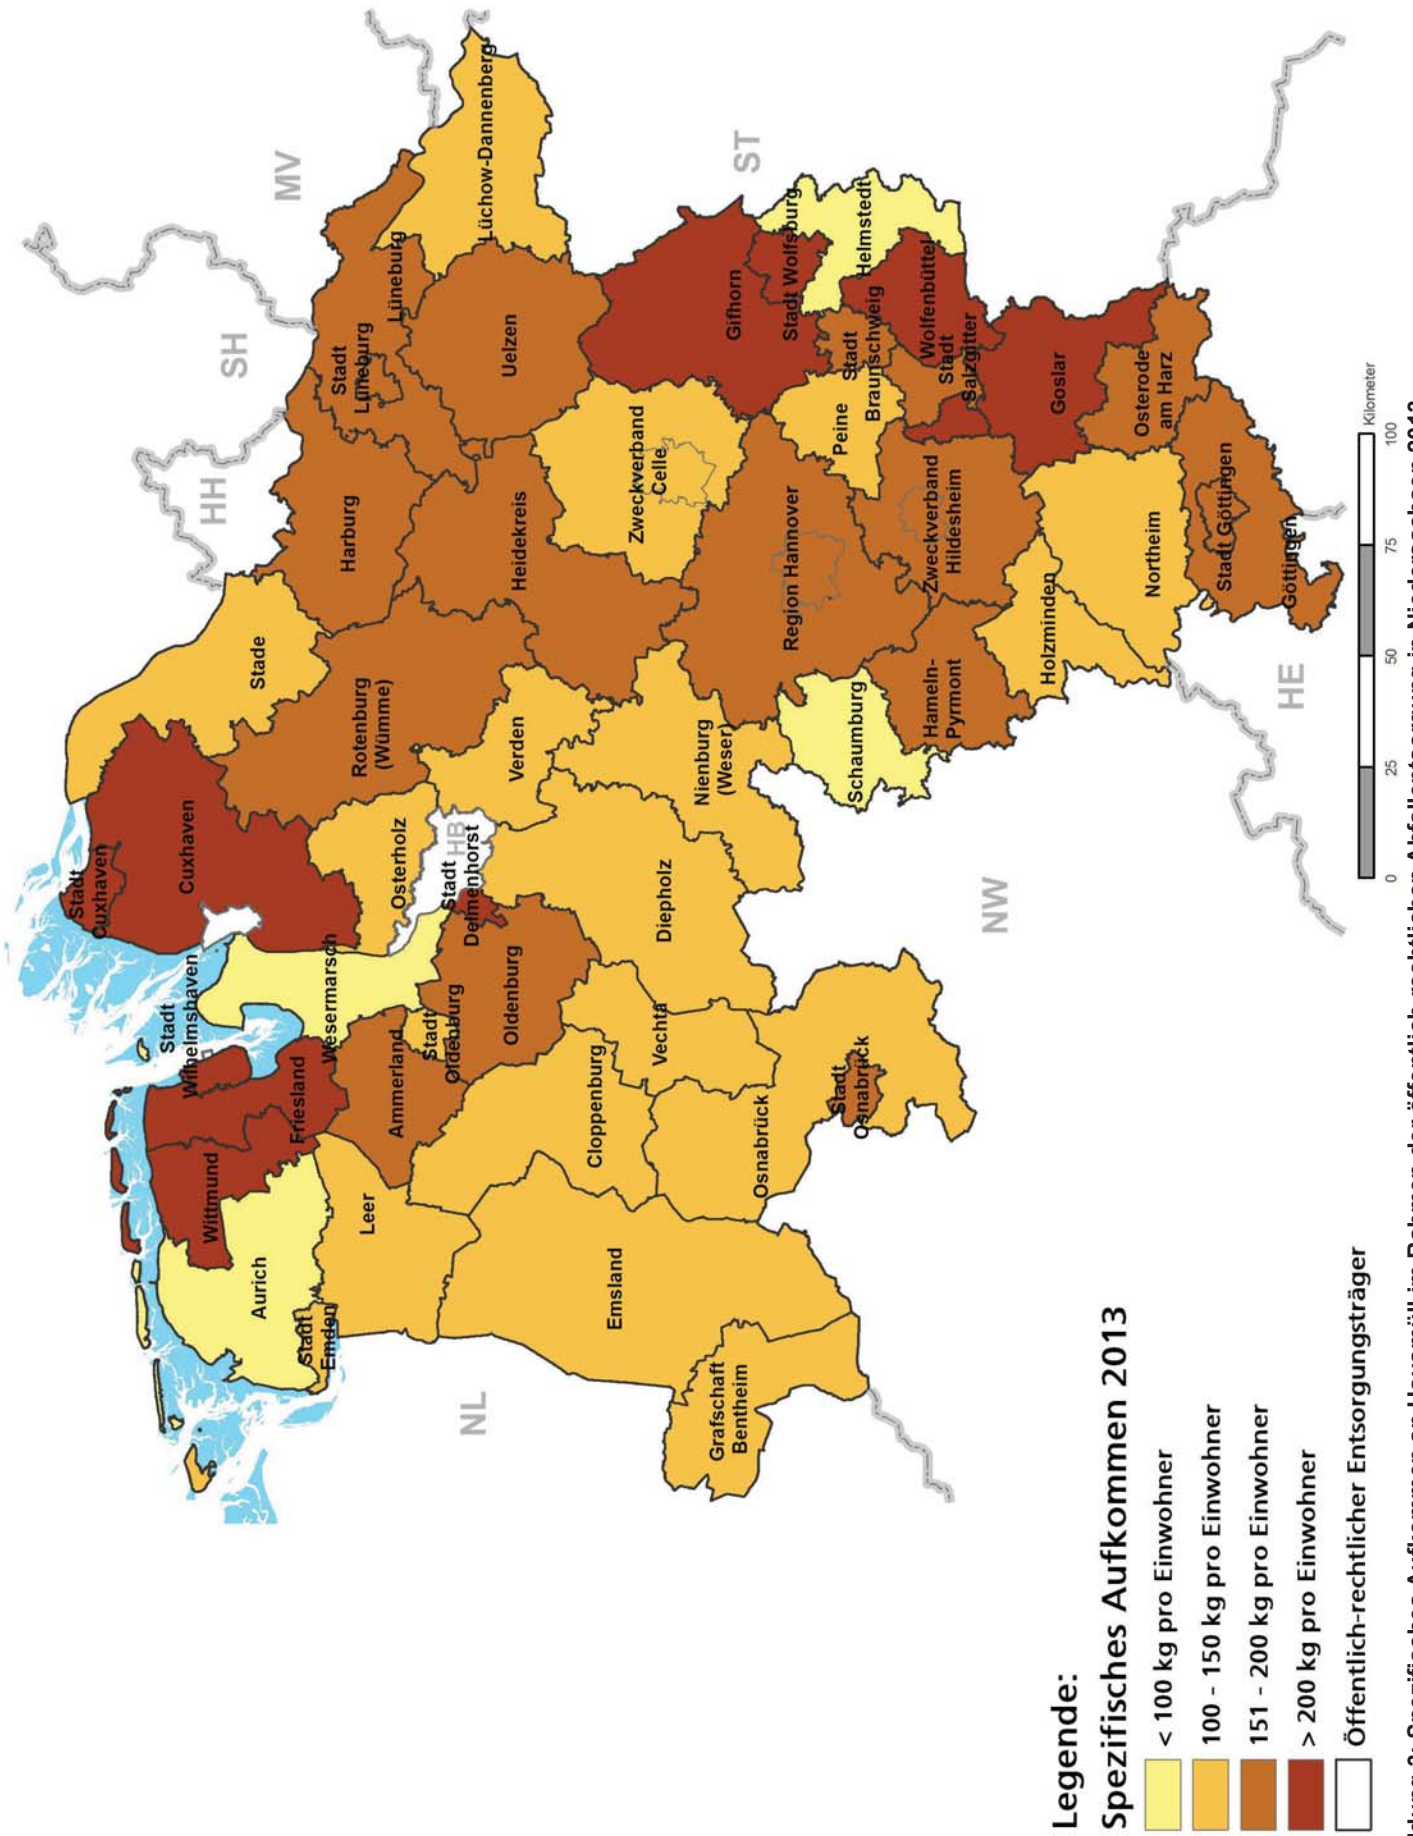 MV
SH
HH
ST
NW
HE
NL
HB
Lüchow-Dannenberg
Lüneburg
Stadt
Lüneburg
Uelzen
Harburg
Heidekreis
Stade
Rotenburg
(Wümme)
Verden
Osterholz
Cuxhaven
Stadt
Cuxhaven
Stadt
Wilhelmshaven
Wesermarsch
Friesland
Wittmund
Aurich
Stadt
Emden
Leer
Ammerland
Stadt
Oldenburg
Oldenburg
Stadt
Delmenhorst
Diepholz
Nienburg
(Weser)
Vechta
Cloppenburg
Emsland
Grafschaft
Bentheim
Osnabrück
Stadt
Osnabrück
Zweckverband
Celle
Gifhorn
Stadt Wolfsburg
Helmstedt
Stadt
Braunschweig
Wolfenbüttel
Stadt
Salzgitter
Peine
Region Hannover
Schaumburg
Hameln-
Pyrmont
Zweckverband
Hildesheim
Holzminden
Northeim
Goslar
Osterode
am Harz
Stadt Göttingen
Göttingen
0 25 50 75 100
Kilometer
Legende:
Spezifisches Aufkommen 2013
< 100 kg pro Einwohner
100 - 150 kg pro Einwohner
151 - 200 kg pro Einwohner
> 200 kg pro Einwohner
Öffentlich-rechtlicher Entsorgungsträger